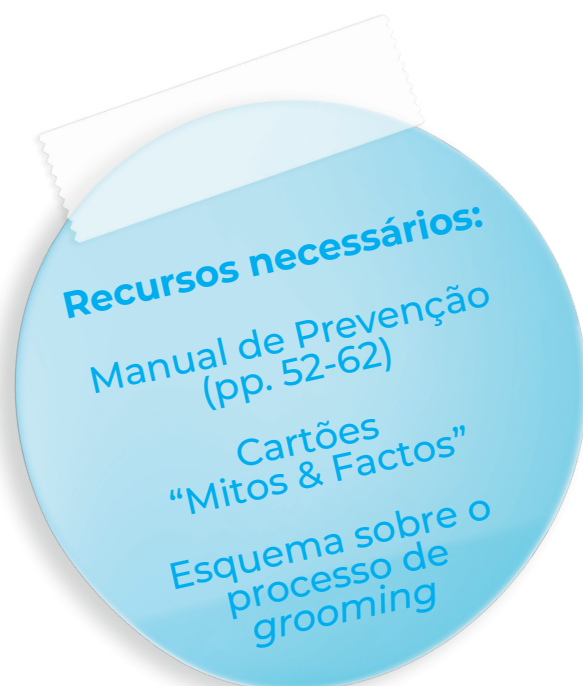 Recursos necessários:
Manual de Prevenção
(pp. 52-62)
Cartões
“Mitos & Factos”
Esquema sobre o
processo de
grooming